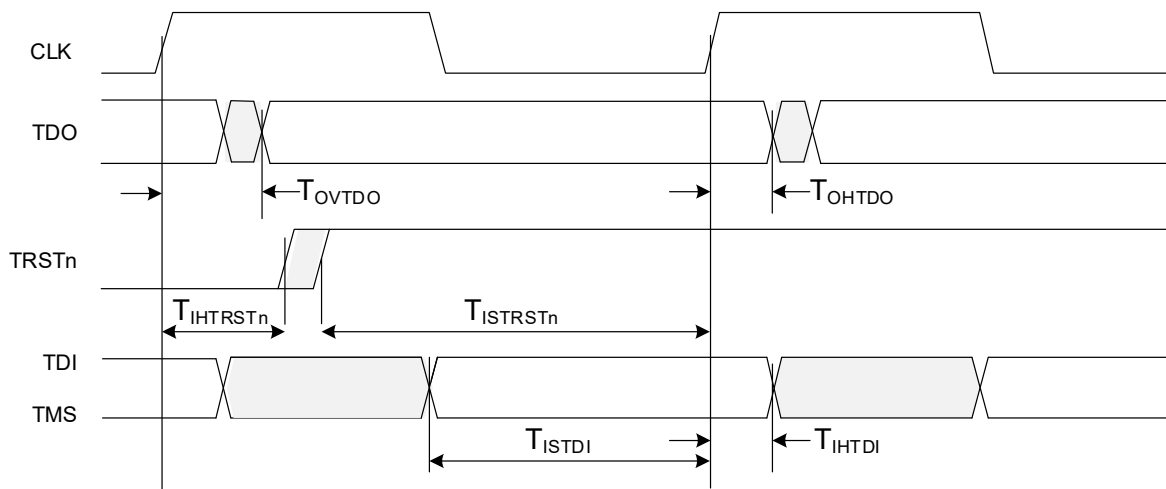 CLK
TDO
TOVTDO TOHTDO
TRSTn
TIHTRSTn TISTRSTn
TDI
TMS
TISTDI TIHTDI